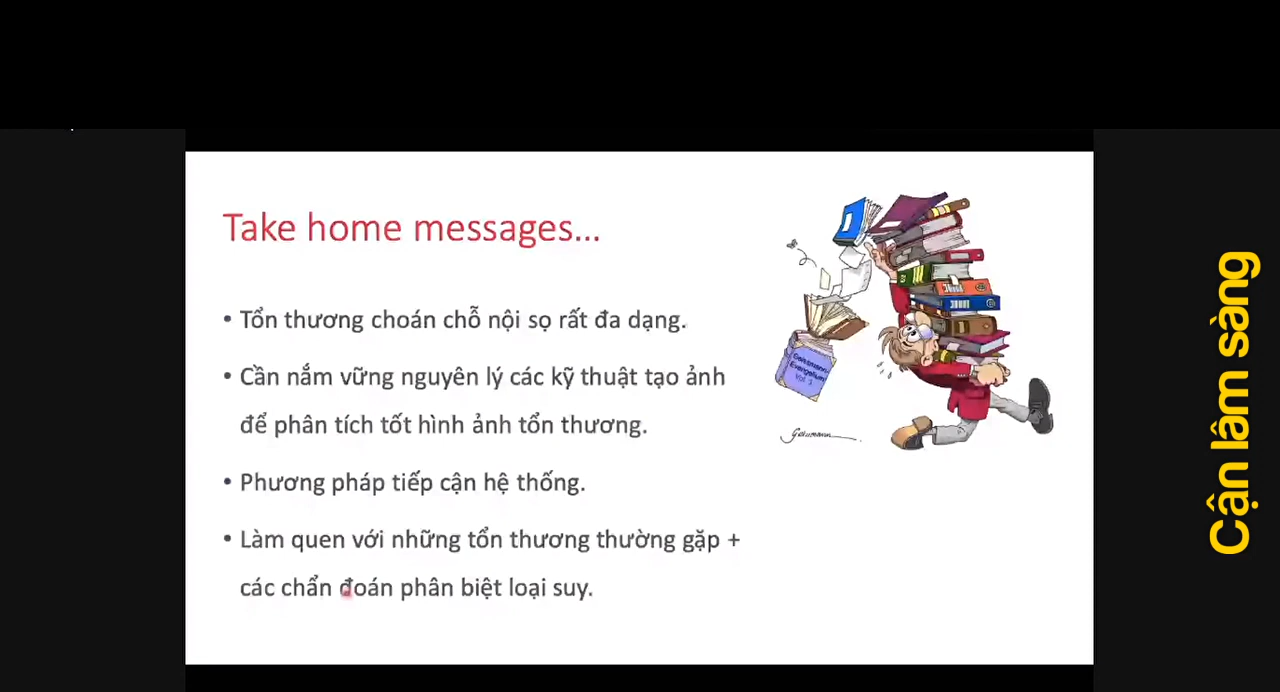 Take home messages...
• Tổn thương choán chỗ nội sọ rất đa dạng.
• Cần nắm vững nguyên lý các kỹ thuật tạo ảnh
để phân tích tốt hình ảnh tổn thương.
• Phương pháp tiếp cận hệ thống.
• Làm quen với những tổn thương thường gặp +
các chẩn đoán phân biệt loại suy.
Cận lâm sàng